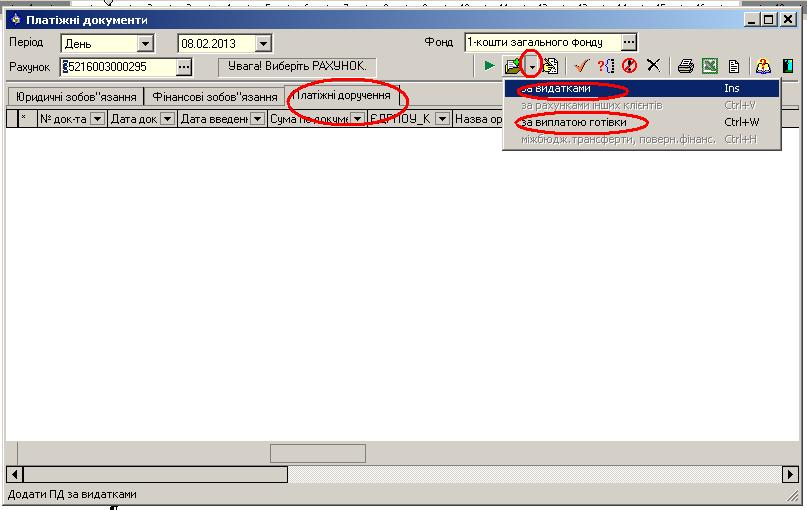 Платіжні документи
Період День 08.02.2013 Фонд 1-кошти загального фонду
Рахунок 35216003000295 Увага! Виберіть РАХУНОК.
Юридичні зобов"язання Фінансові зобов"язання Платіжні доручення
* № док-та Дата док Дата введенн Сума по докуме ЄДРПОУ_К Назва ор
за видатками Ins
за рахунками інших клієнтів Ctrl+V
за виплатою готівки Ctrl+W
міжбюдж.трансферти, поверн.фінанс. Ctrl+H
Додати ПД за видатками